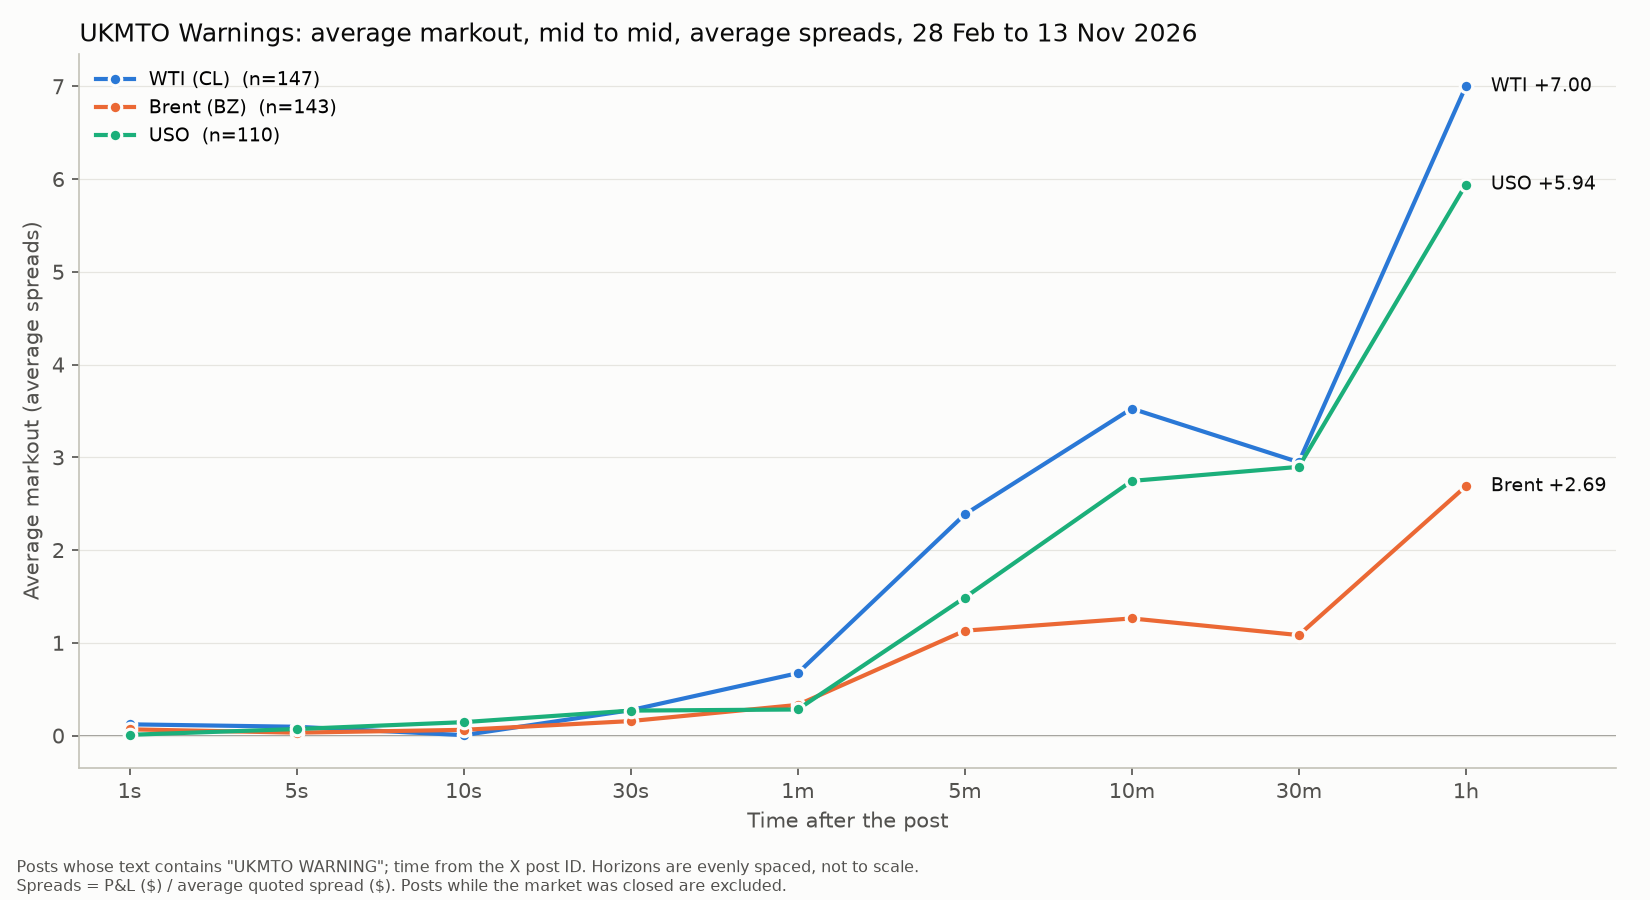 UKMTO Warnings: average markout, mid to mid, average spreads, 28 Feb to 13 Nov 2026
WTI (CL)  (n=147)
Brent (BZ)  (n=143)
USO  (n=110)
WTI +7.00
USO +5.94
Brent +2.69
Average markout (average spreads)
7
6
5
4
3
2
1
0
1s
5s
10s
30s
1m
5m
10m
30m
1h
Time after the post
Posts whose text contains "UKMTO WARNING"; time from the X post ID. Horizons are evenly spaced, not to scale.
Spreads = P&L ($) / average quoted spread ($). Posts while the market was closed are excluded.